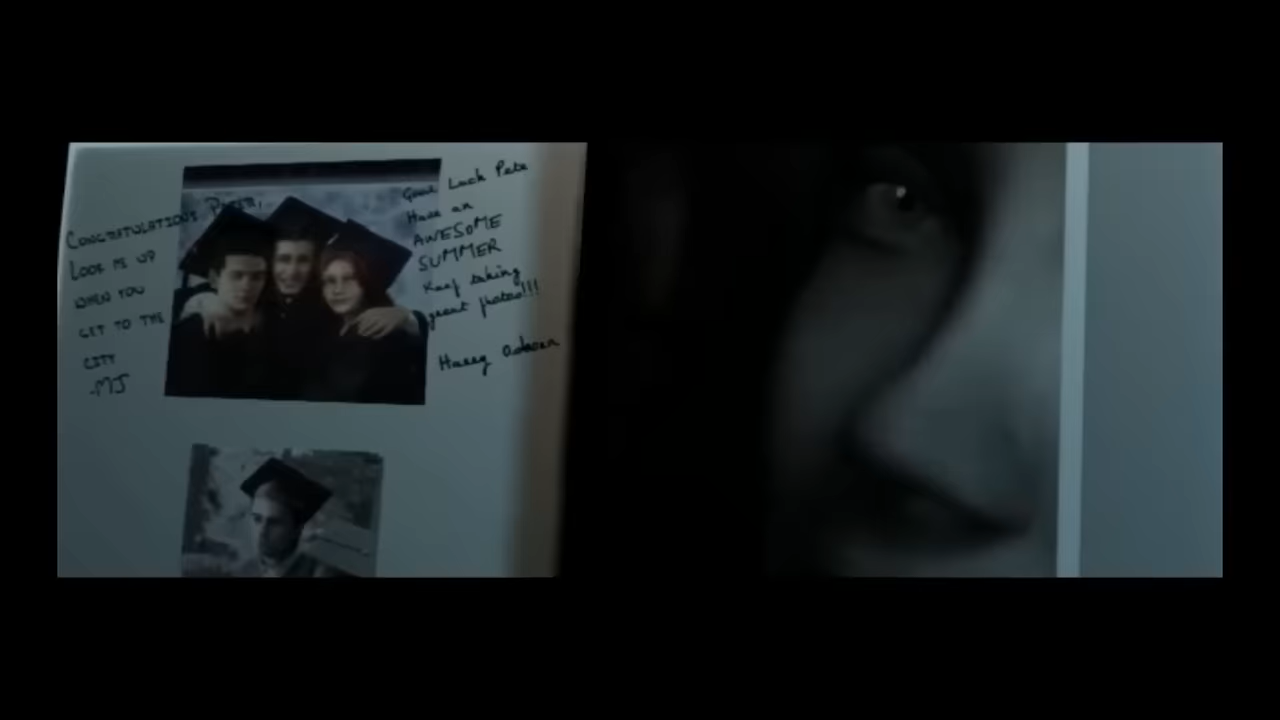 CONGRATULATIONS PETER,
LOOK ME UP
WHEN YOU
GET TO THE
CITY
-MJ
Good Luck Pete
Have an
AWESOME
SUMMER
Keep taking
great photos!!!
Harry Osborn